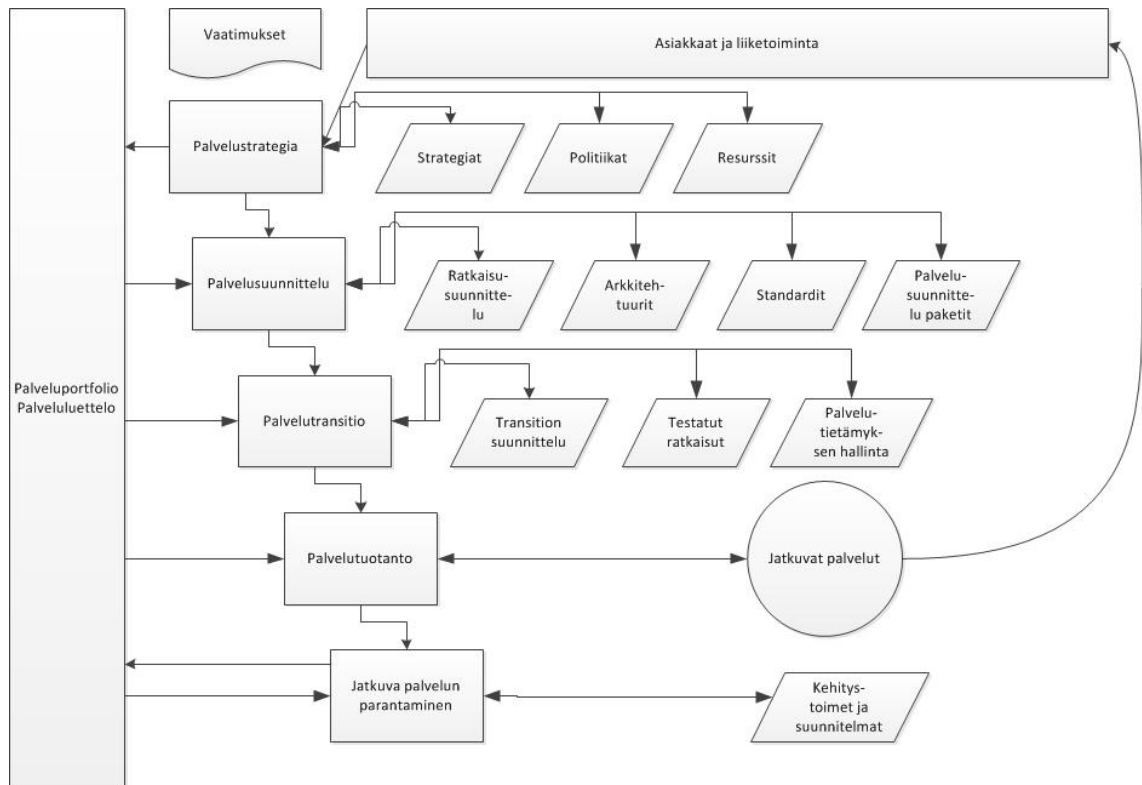 Vaatimukset
Asiakkaat ja liiketoiminta
Palvelustrategia
Strategiat
Politiikat
Resurssit
Palvelusuunnittelu
Ratkaisu-
suunnitte-
lu
Arkkiteh-
tuurit
Standardit
Palvelu-
suunnitte-
lu paketit
Palveluportfolio
Palveluluettelo
Palvelutransitio
Transition
suunnittelu
Testatut
ratkaisut
Palvelu-
tietämyk-
sen hallinta
Palvelutuotanto
Jatkuvat palvelut
Jatkuva palvelun
parantaminen
Kehitys-
toimet ja
suunnitelmat